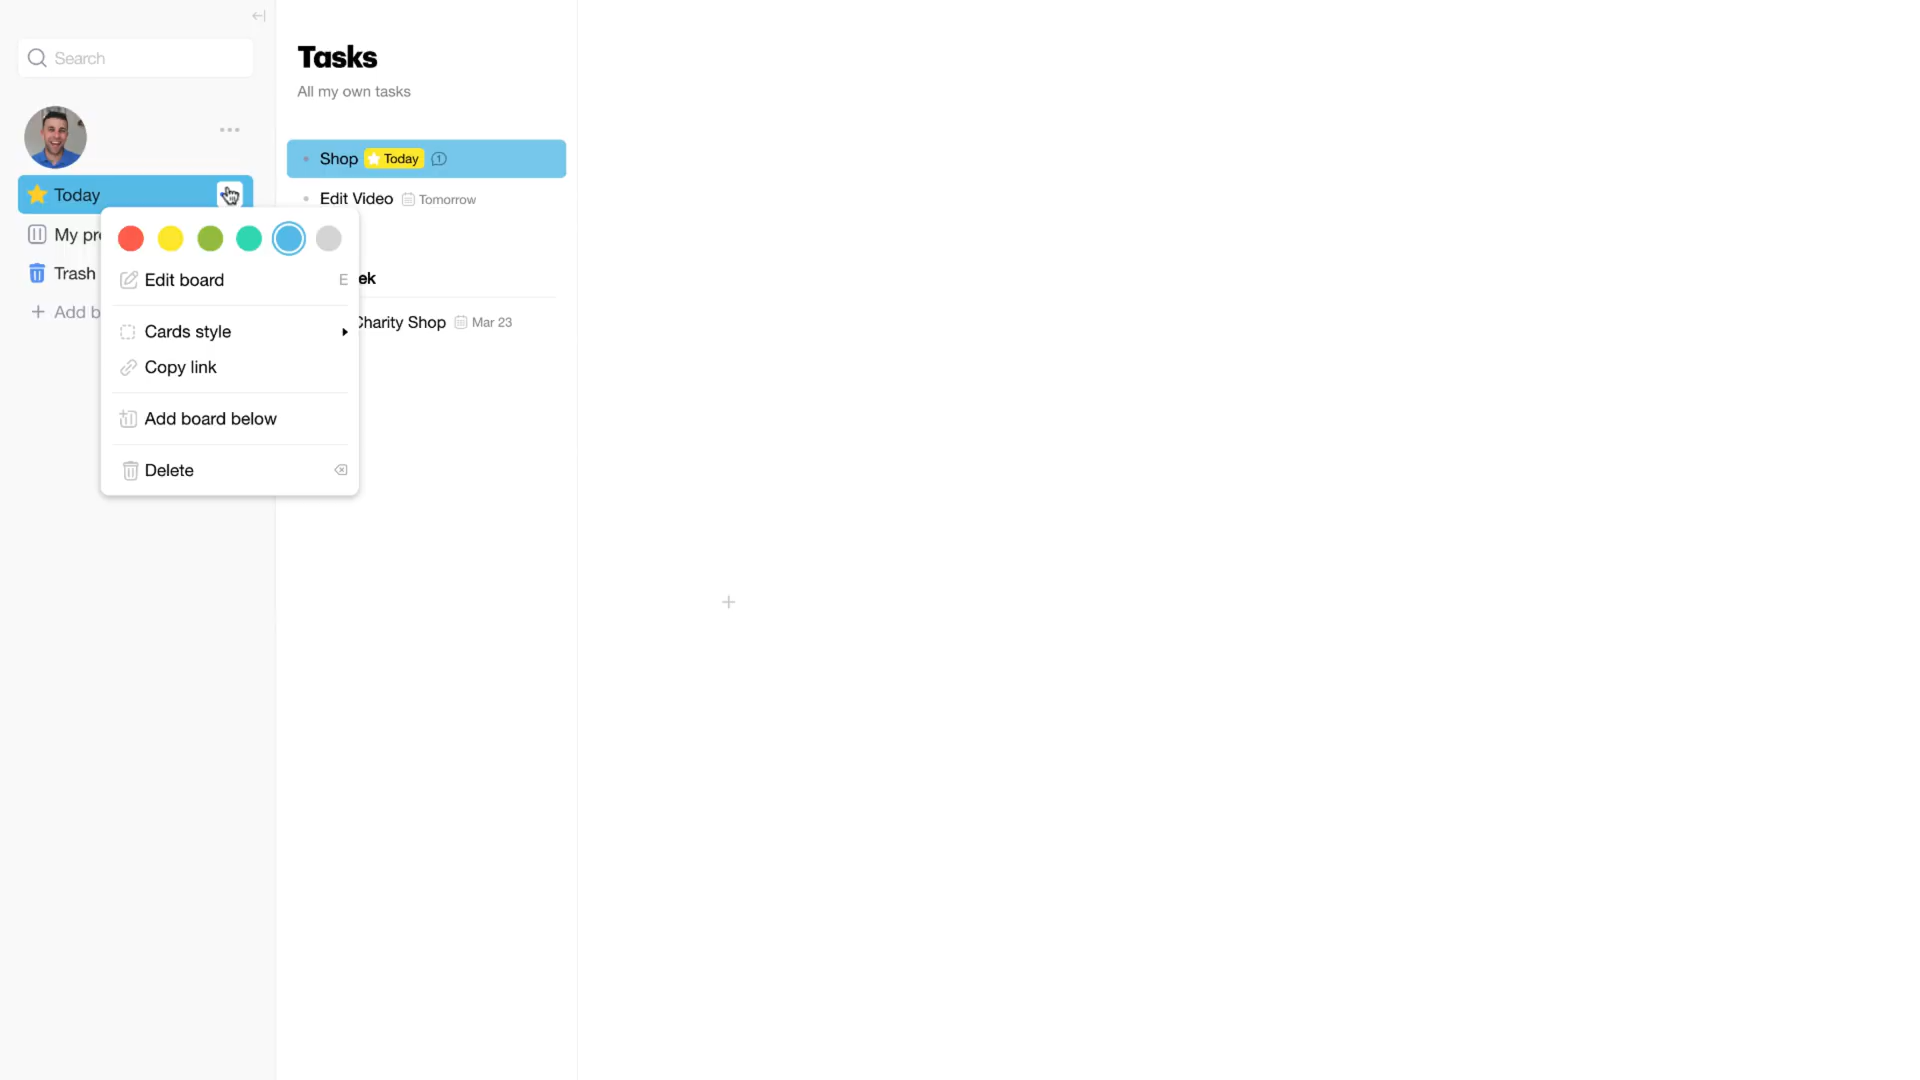 Search
Tasks
All my own tasks
Shop Today 1
Today
Edit Video Tomorrow
My pr
Edit board E
ek
Trash
Add b
Charity Shop Mar 23
Cards style
Copy link
Add board below
Delete